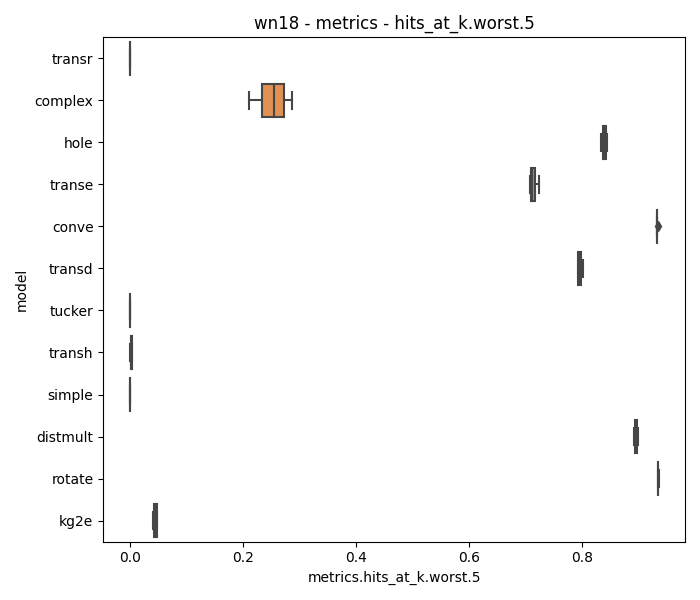 wn18 - metrics - hits_at_k.worst.5
transr
complex
hole
transe
conve
transd
tucker
transh
simple
distmult
rotate
kg2e
model
0.0 0.2 0.4 0.6 0.8
metrics.hits_at_k.worst.5